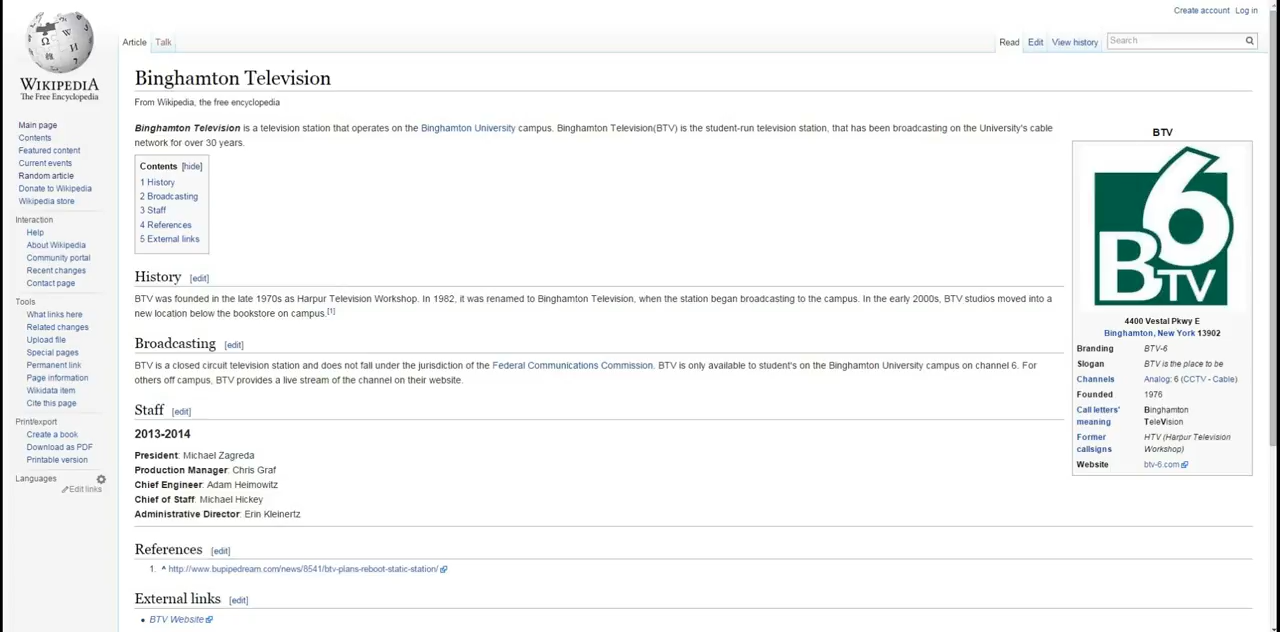 Create account Log in
Article Talk Read Edit View history Search
WIKIPEDIA
The Free Encyclopedia
Main page
Contents
Featured content
Current events
Random article
Donate to Wikipedia
Wikipedia store
Interaction
Help
About Wikipedia
Community portal
Recent changes
Contact page
Tools
What links here
Related changes
Upload file
Special pages
Permanent link
Page information
Wikidata item
Cite this page
Print/export
Create a book
Download as PDF
Printable version
Languages
Edit links
Binghamton Television
From Wikipedia, the free encyclopedia
Binghamton Television is a television station that operates on the Binghamton University campus. Binghamton Television(BTV) is the student-run television station, that has been broadcasting on the University's cable
network for over 30 years.
Contents [hide]
1 History
2 Broadcasting
3 Staff
4 References
5 External links
History [edit]
BTV was founded in the late 1970s as Harpur Television Workshop. In 1982, it was renamed to Binghamton Television, when the station began broadcasting to the campus. In the early 2000s, BTV studios moved into a
new location below the bookstore on campus.[1]
Broadcasting [edit]
BTV is a closed circuit television station and does not fall under the jurisdiction of the Federal Communications Commission. BTV is only available to student's on the Binghamton University campus on channel 6. For
others off campus, BTV provides a live stream of the channel on their website.
Staff [edit]
2013-2014
President: Michael Zagreda
Production Manager: Chris Graf
Chief Engineer: Adam Heimowitz
Chief of Staff: Michael Hickey
Administrative Director: Erin Kleinertz
References [edit]
1. ^ http://www.bupipedream.com/news/8541/btv-plans-reboot-static-station/
External links [edit]
• BTV Website
BTV
6
BTV
4400 Vestal Pkwy E
Binghamton, New York 13902
Branding BTV-6
Slogan BTV is the place to be
Channels Analog: 6 (CCTV - Cable)
Founded 1976
Call letters' Binghamton
meaning TeleVision
Former HTV (Harpur Television
callsigns Workshop)
Website btv-6.com